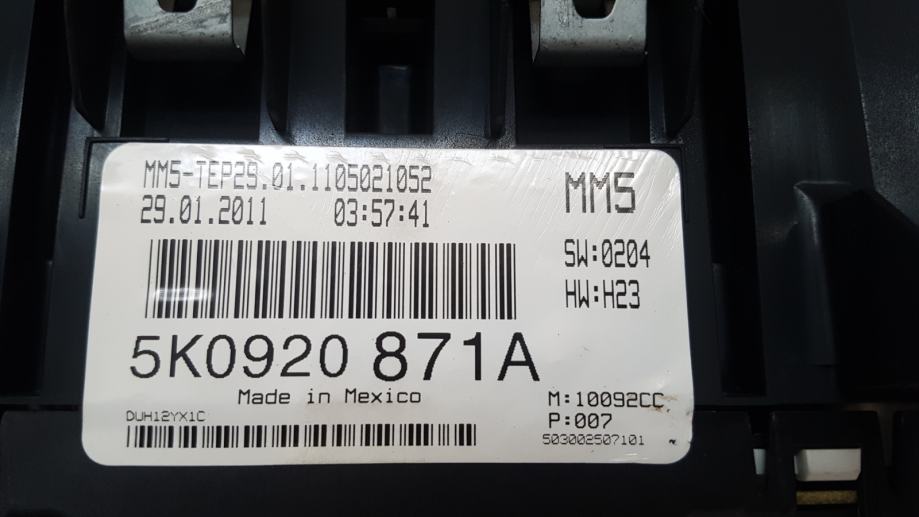 MM5-TEP29.01.1105021052
29.01.2011 03:57:41
MM5
SW:0204
HW:H23
5K0920 871A
Made in Mexico
DUH12YX1C
M:10092CC
P:007
503002507101